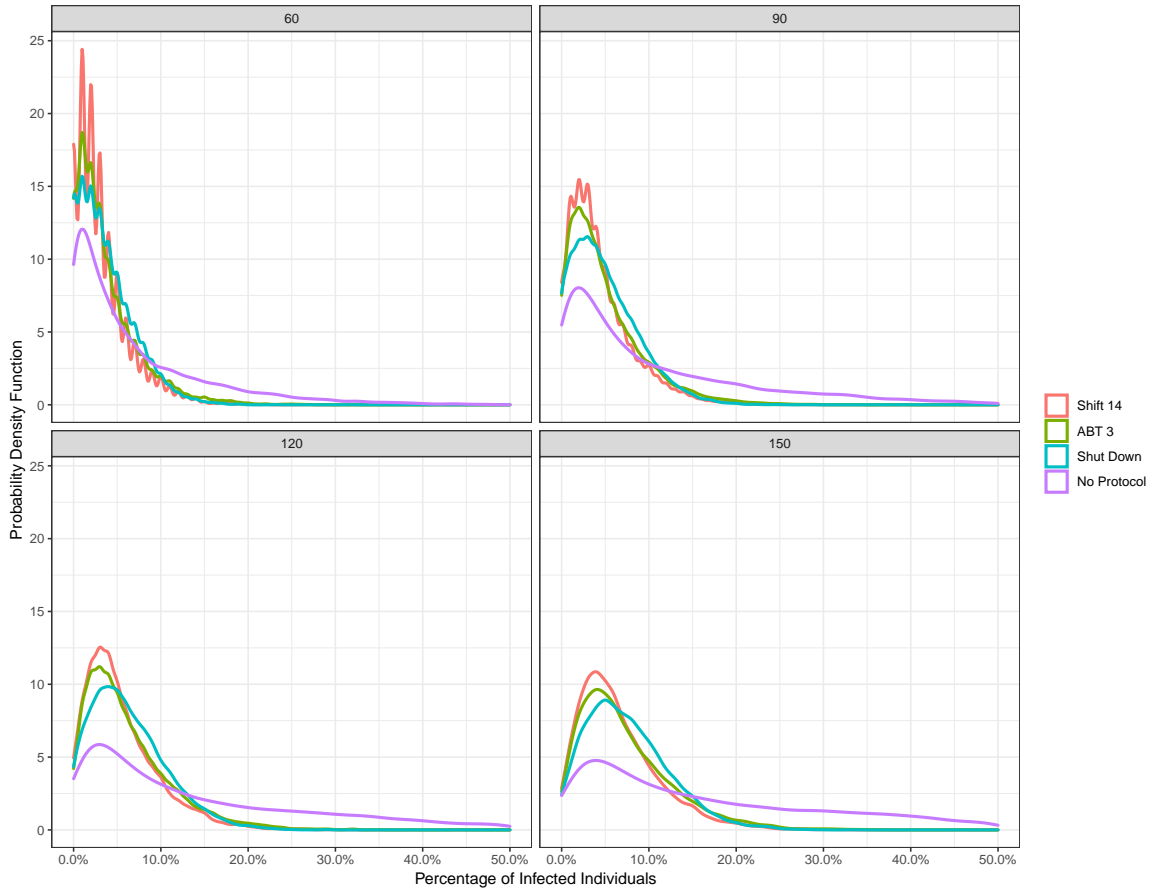 60
90
25
20
15
10
5
0
120
150
25
20
15
10
5
0
0.0% 10.0% 20.0% 30.0% 40.0% 50.0%
0.0% 10.0% 20.0% 30.0% 40.0% 50.0%
Percentage of Infected Individuals
Probability Density Function
Shift 14
ABT 3
Shut Down
No Protocol